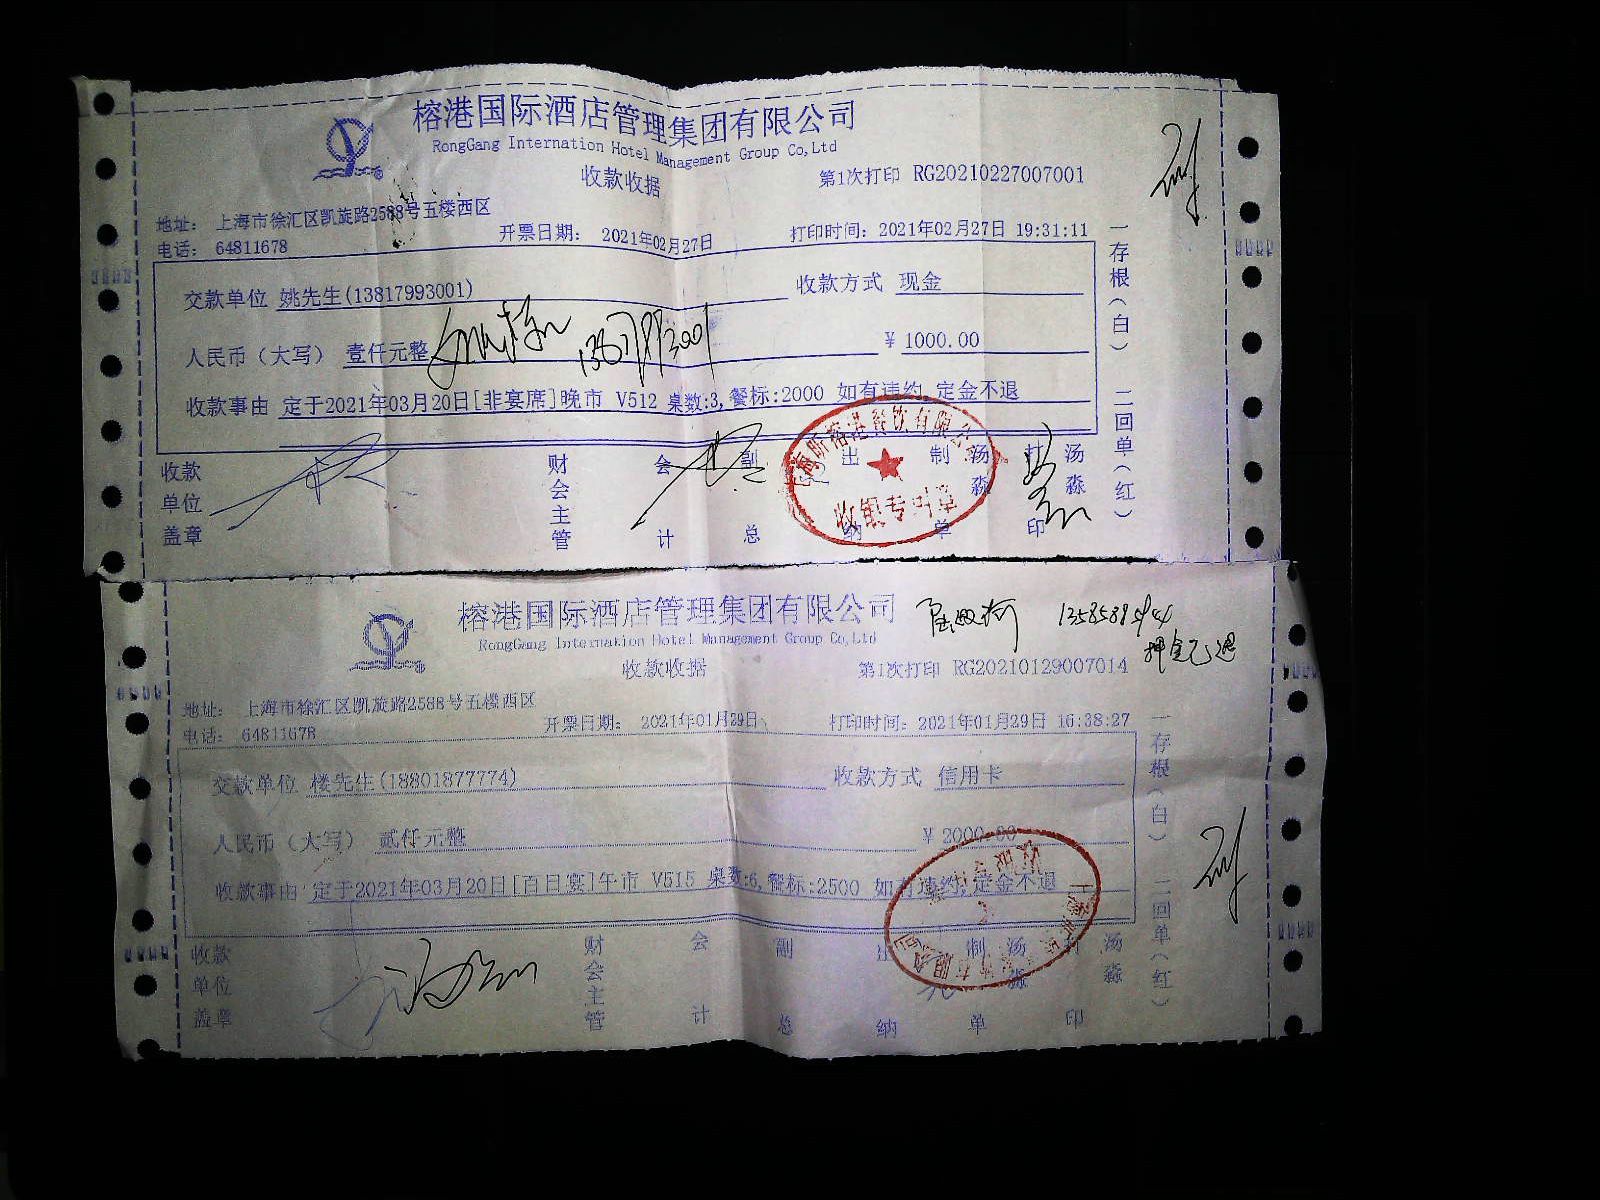 榕港国际酒店管理集团有限公司
RongGang Internation Hotel Management Group Co,Ltd
收款收据
第1次打印 RG20210227007001
地址: 上海市徐汇区凯旋路2588号五楼西区
电话: 64811678
开票日期: 2021年02月27日
打印时间: 2021年02月27日 19:31:11
交款单位 姚先生(13817993001)
收款方式 现金
人民币(大写) 壹仟元整
¥ 1000.00
收款事由 定于2021年03月20日[非宴席]晚市 V512 桌数:3,餐标:2000 如有违约,定金不退
收款单位盖章
财会主管
会计
副总
出纳
制单
汤淼
打印
汤淼
一存根(白) 二回单(红)
收银专用章
榕港国际酒店管理集团有限公司
RongGang Internation Hotel Management Group Co,Ltd
13585895194
押金已退
收款收据
第1次打印 RG20210129007014
地址: 上海市徐汇区凯旋路2588号五楼西区
电话: 64811678
开票日期: 2021年01月29日
打印时间: 2021年01月29日 16:38:27
交款单位 楼先生(18801877774)
收款方式 信用卡
人民币(大写) 贰仟元整
¥ 2000.00
收款事由 定于2021年03月20日[百日宴]午市 V515 桌数:6,餐标:2500 如有违约,定金不退
收款单位盖章
财会主管
会计
副总
出纳
制单
汤淼
打印
汤淼
一存根(白) 二回单(红)